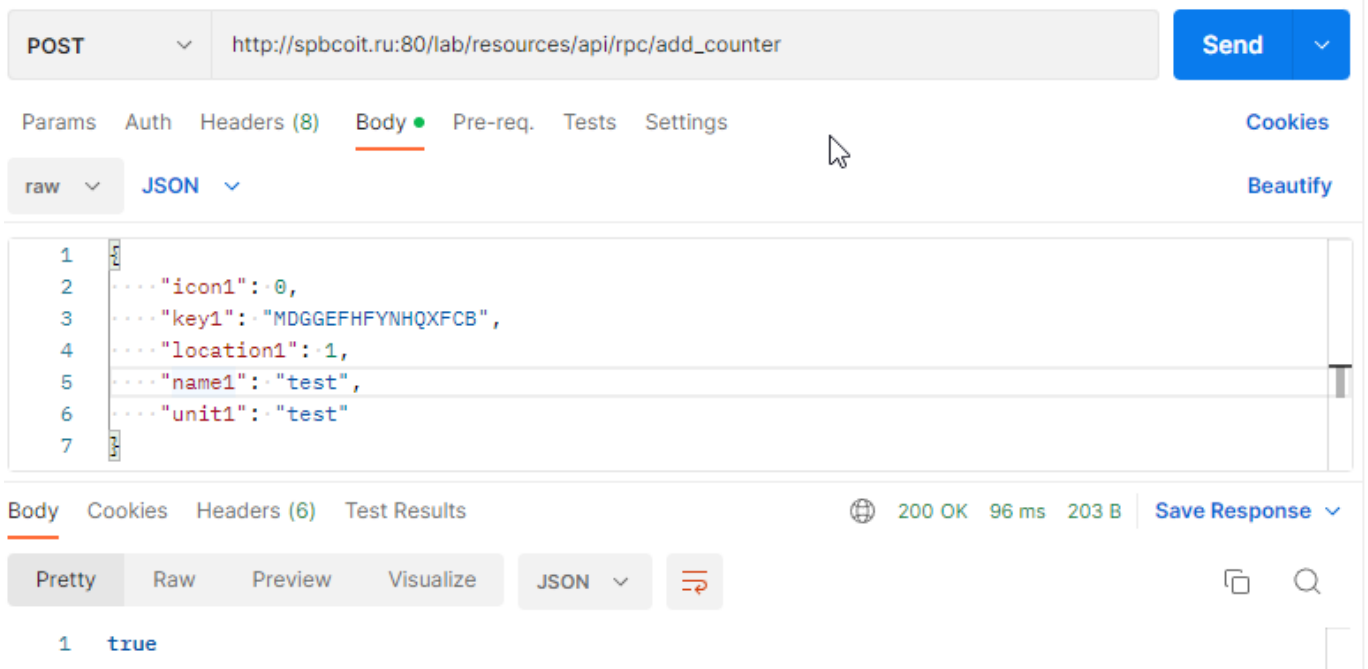 POST http://spbcoit.ru:80/lab/resources/api/rpc/add_counter Send
Params Auth Headers (8) Body Pre-req. Tests Settings Cookies
raw JSON Beautify
1 {
2 "icon1": 0,
3 "key1": "MDGGEFHFYNHQXFCB",
4 "location1": 1,
5 "name1": "test",
6 "unit1": "test"
7 }
Body Cookies Headers (6) Test Results 200 OK 96 ms 203 B Save Response
Pretty Raw Preview Visualize JSON
1 true